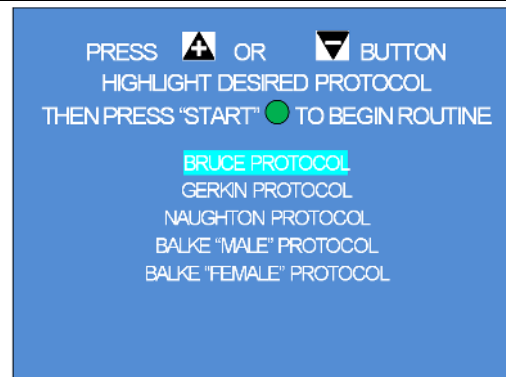 PRESS + OR − BUTTON
HIGHLIGHT DESIRED PROTOCOL
THEN PRESS “START” TO BEGIN ROUTINE
BRUCE PROTOCOL
GERKIN PROTOCOL
NAUGHTON PROTOCOL
BALKE “MALE” PROTOCOL
BALKE “FEMALE” PROTOCOL